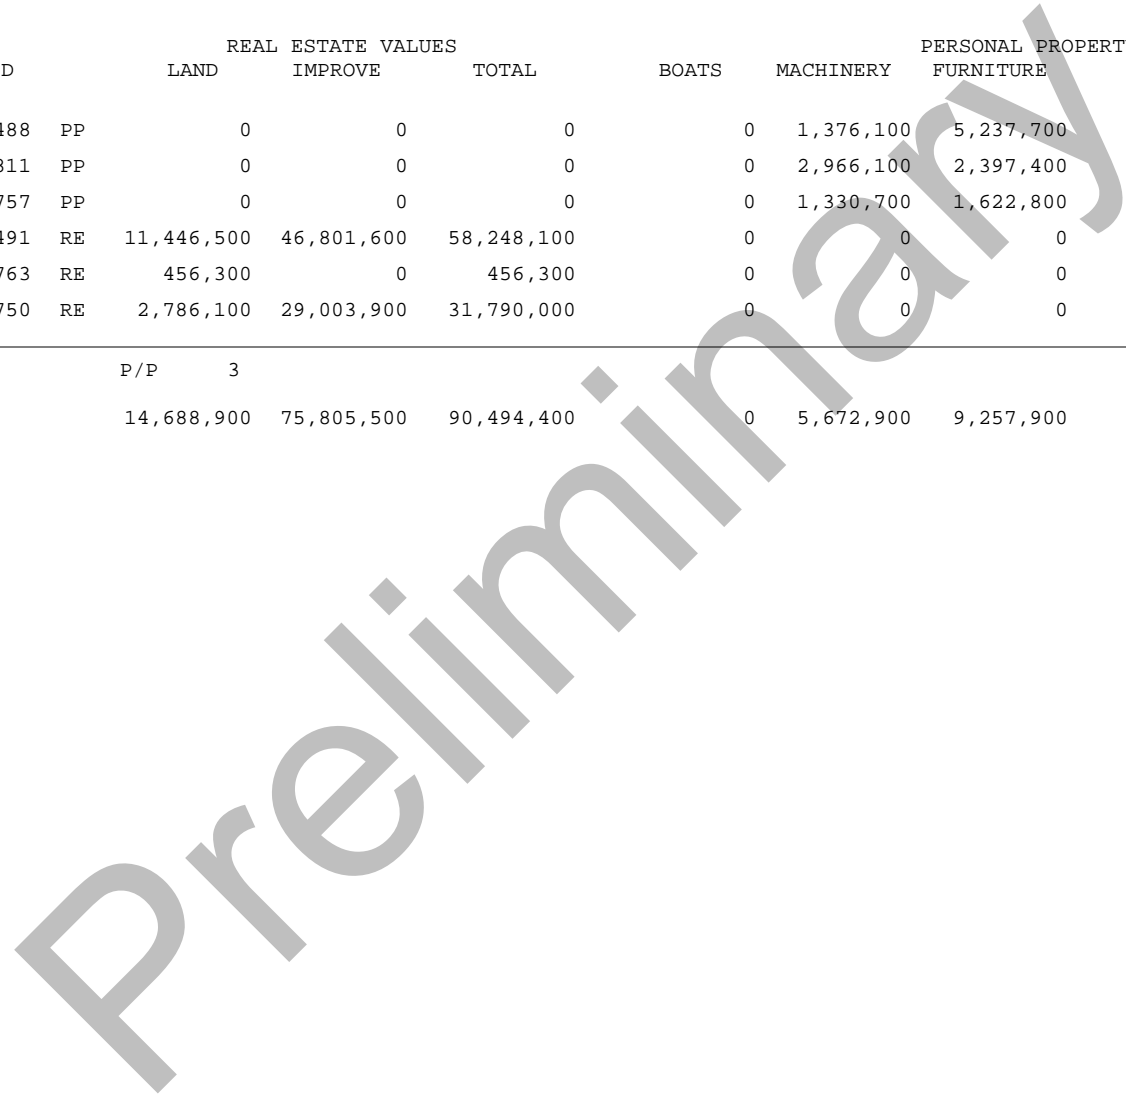 REAL ESTATE VALUES PERSONAL PROPERT
D LAND IMPROVE TOTAL BOATS MACHINERY FURNITURE
488 PP 0 0 0 0 1,376,100 5,237,700
311 PP 0 0 0 0 2,966,100 2,397,400
757 PP 0 0 0 0 1,330,700 1,622,800
491 RE 11,446,500 46,801,600 58,248,100 0 0 0
763 RE 456,300 0 456,300 0 0 0
750 RE 2,786,100 29,003,900 31,790,000 0 0 0
P/P 3
14,688,900 75,805,500 90,494,400 0 5,672,900 9,257,900
Preliminary